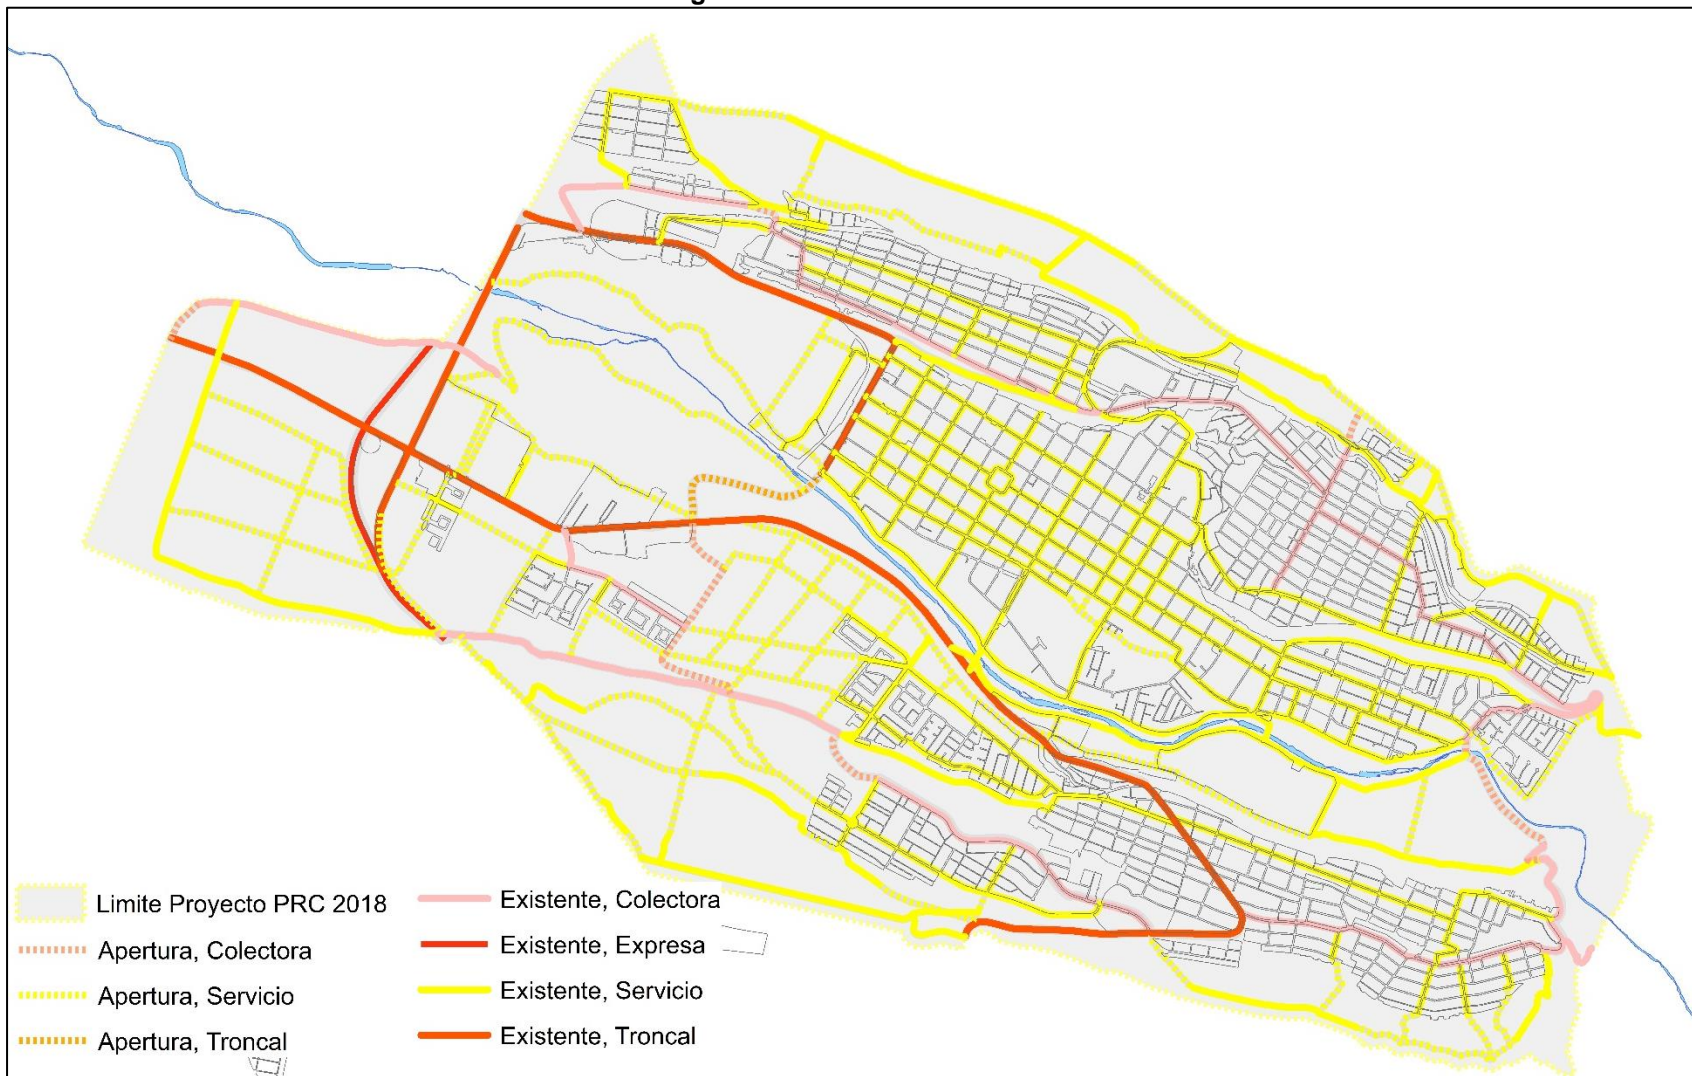 Limite Proyecto PRC 2018
Apertura, Colectora
Apertura, Servicio
Apertura, Troncal
Existente, Colectora
Existente, Expresa
Existente, Servicio
Existente, Troncal